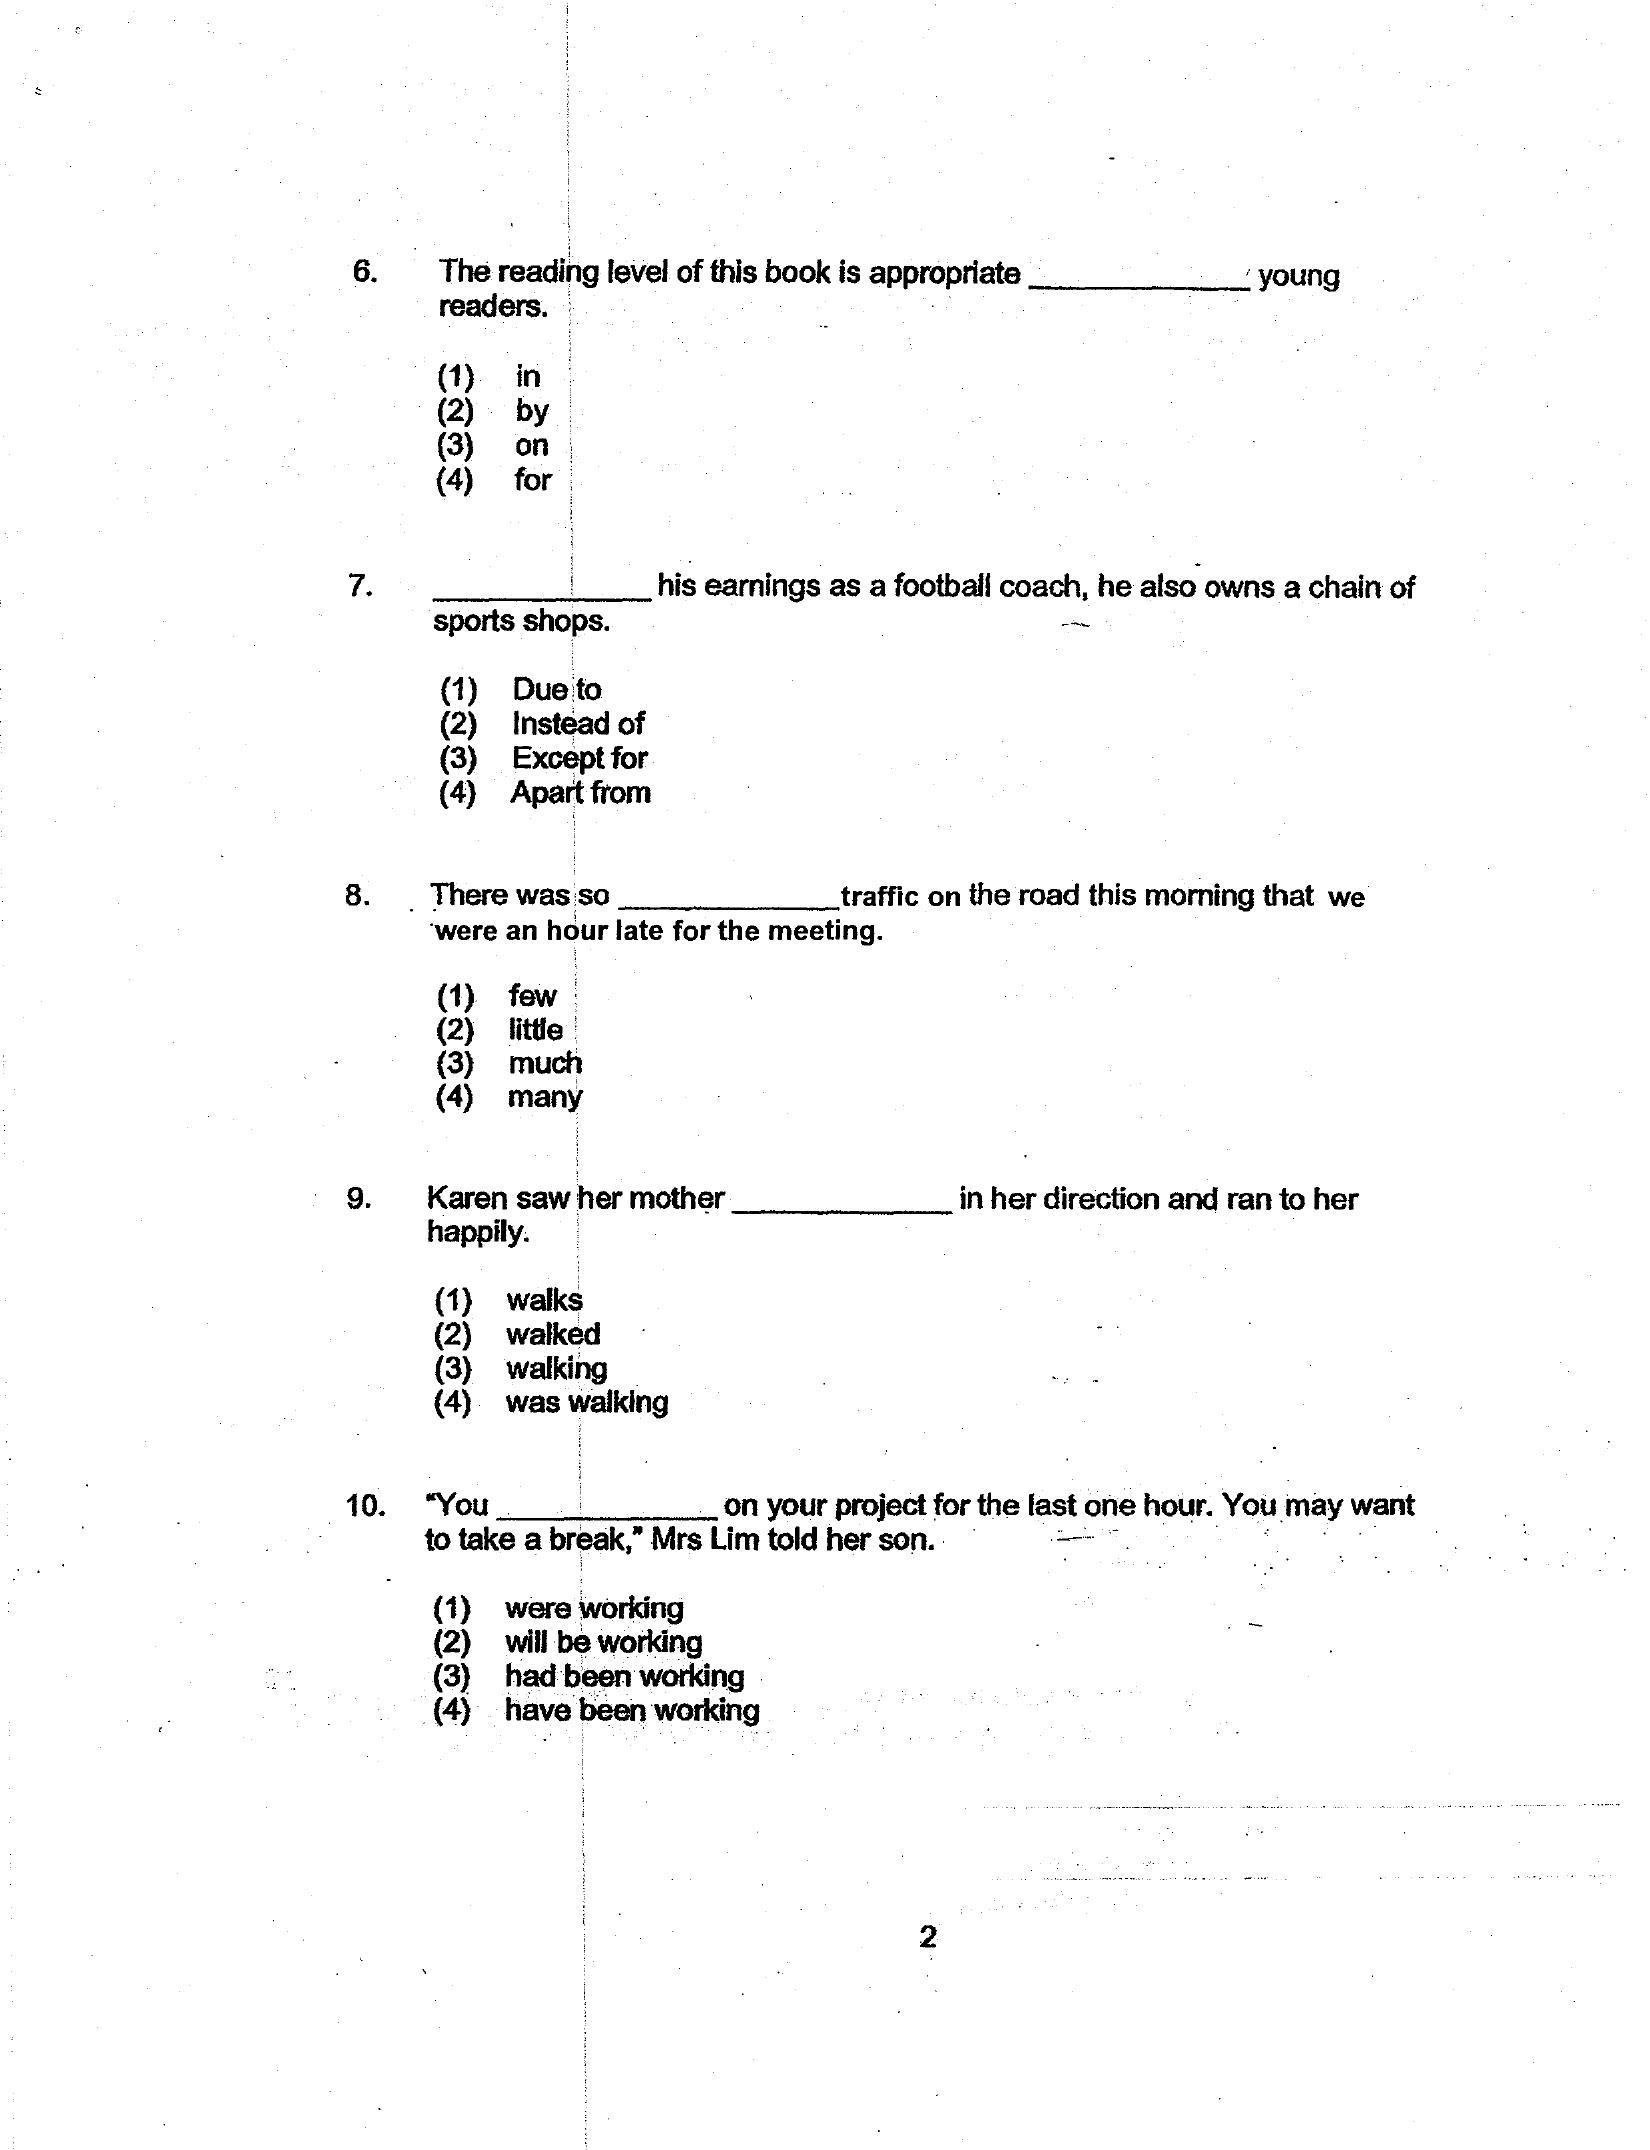 6. The reading level of this book is appropriate ______________ young
readers.
(1) in
(2) by
(3) on
(4) for
7. ______________ his earnings as a football coach, he also owns a chain of
sports shops.
(1) Due to
(2) Instead of
(3) Except for
(4) Apart from
8. There was so ______________traffic on the road this morning that we
were an hour late for the meeting.
(1) few
(2) little
(3) much
(4) many
9. Karen saw her mother ______________ in her direction and ran to her
happily.
(1) walks
(2) walked
(3) walking
(4) was walking
10. "You ______________ on your project for the last one hour. You may want
to take a break," Mrs Lim told her son.
(1) were working
(2) will be working
(3) had been working
(4) have been working
2